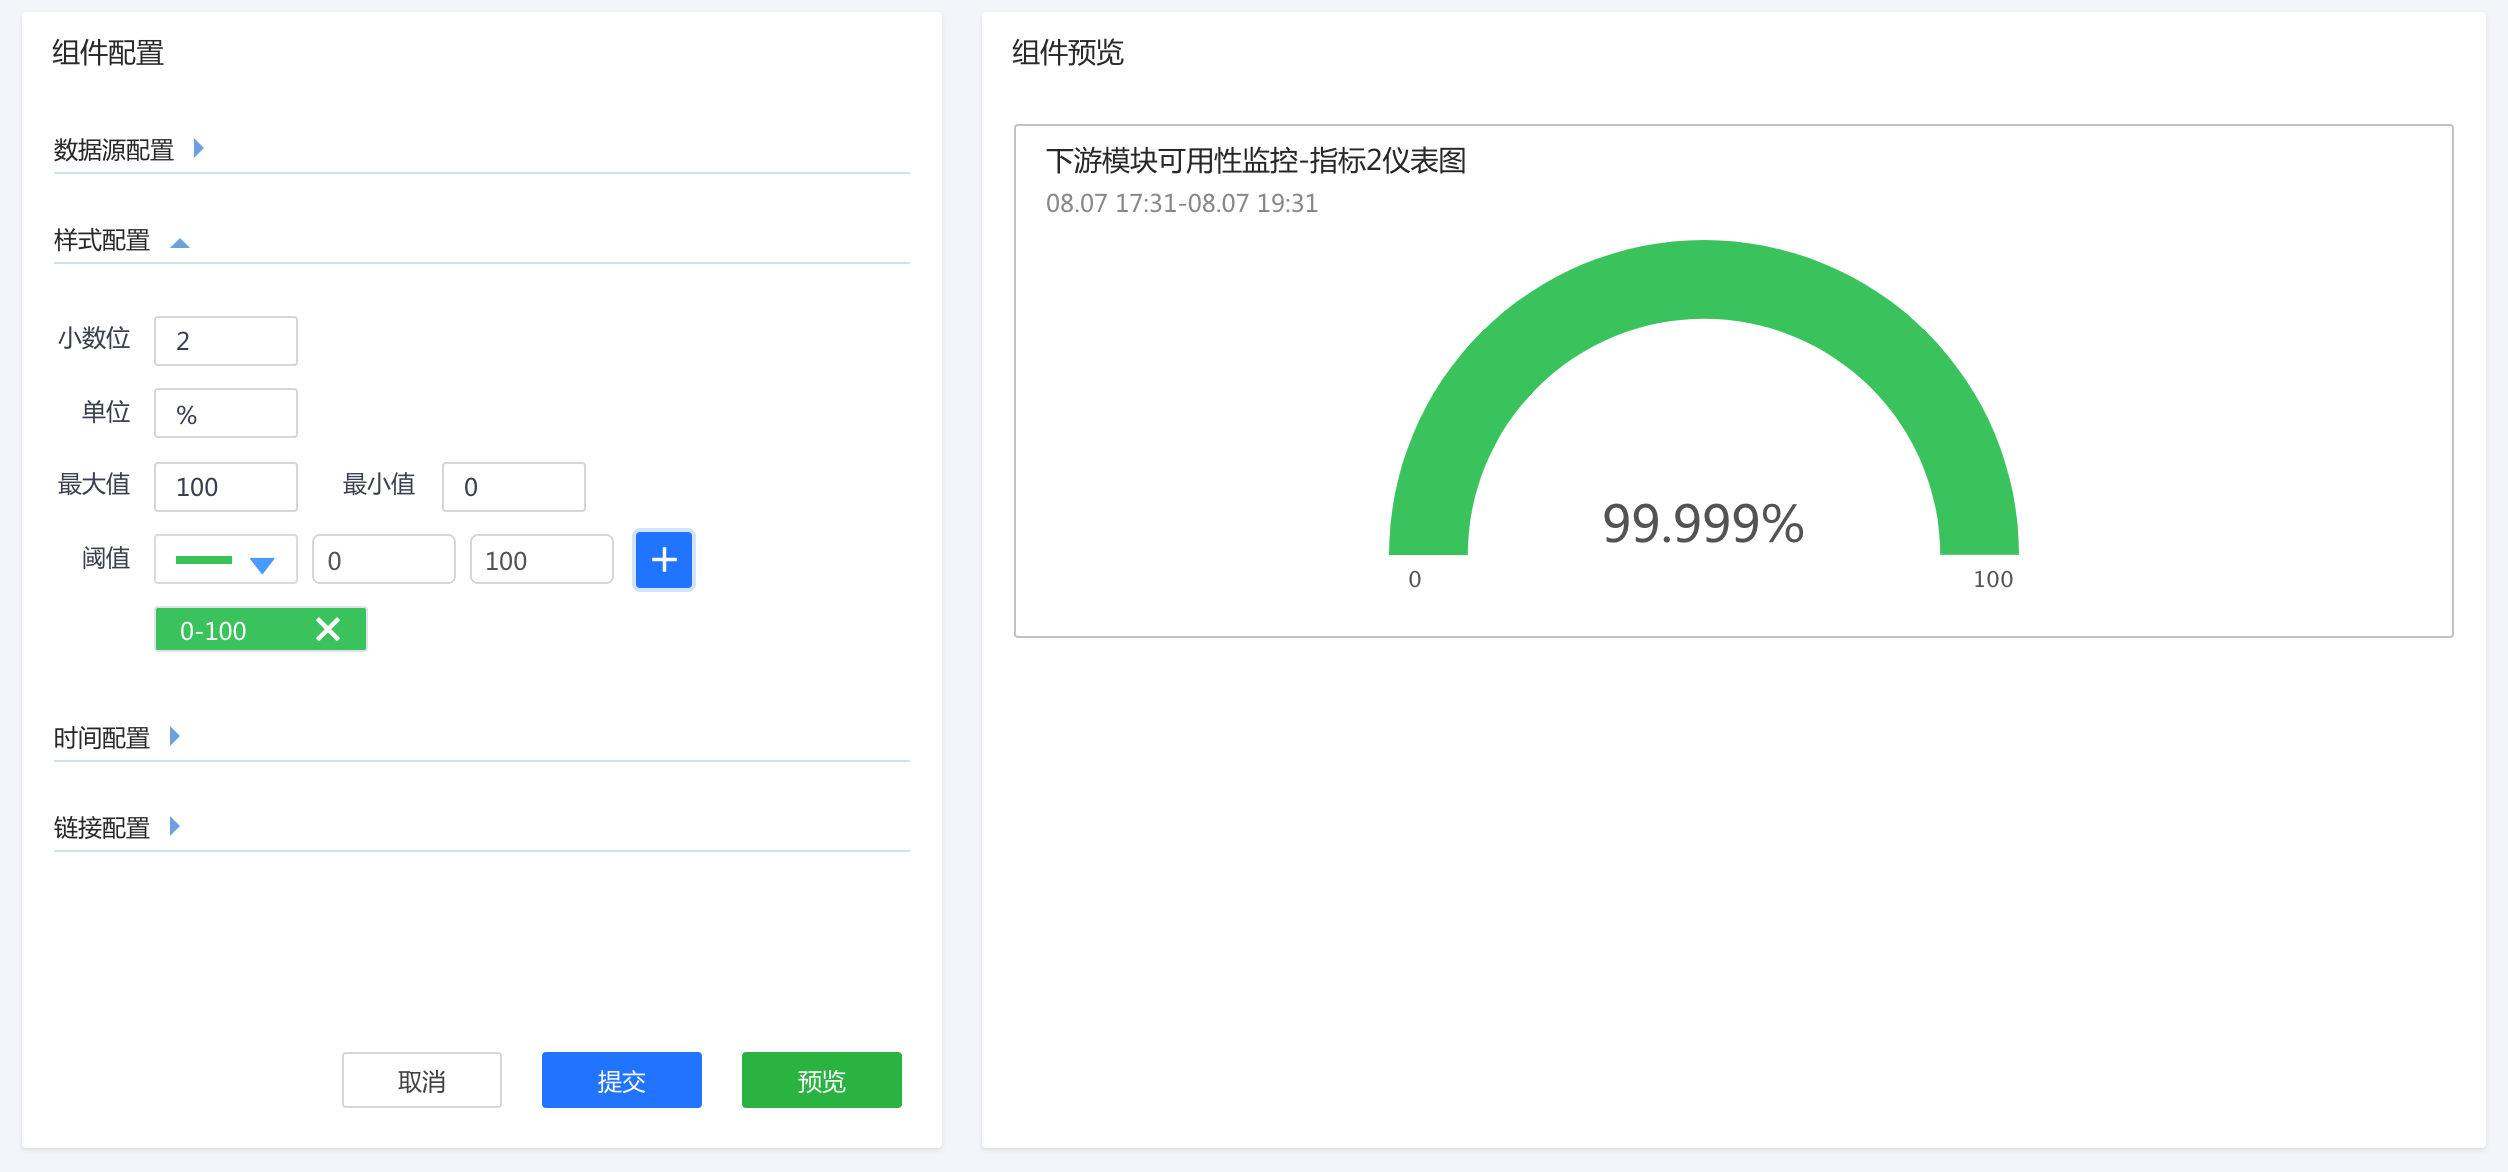 组件配置
数据源配置
样式配置
小数位 2
单位 %
最大值 100 最小值 0
阈值 0 100
0-100
时间配置
链接配置
取消 提交 预览
组件预览
下游模块可用性监控-指标2仪表图
08.07 17:31-08.07 19:31
99.999%
0 100